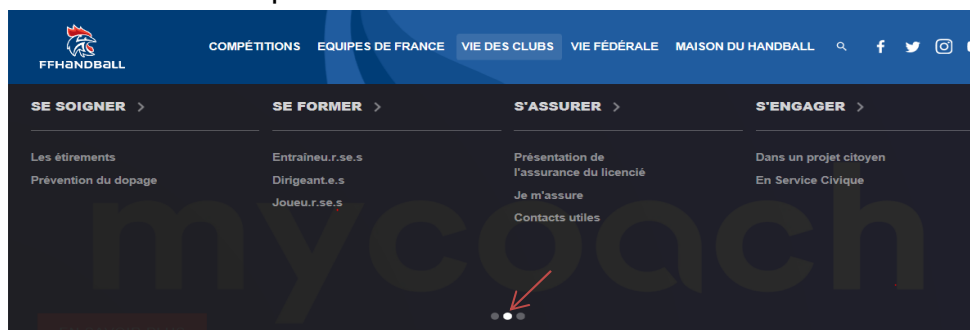 COMPÉTITIONS EQUIPES DE FRANCE VIE DES CLUBS VIE FÉDÉRALE MAISON DU HANDBALL
FFHANDBALL
SE SOIGNER >
Les étirements
Prévention du dopage
SE FORMER >
Entraîneu.r.se.s
Dirigeant.e.s
Joueu.r.se.s
S'ASSURER >
Présentation de
l'assurance du licencié
Je m'assure
Contacts utiles
S'ENGAGER >
Dans un projet citoyen
En Service Civique
mycoach